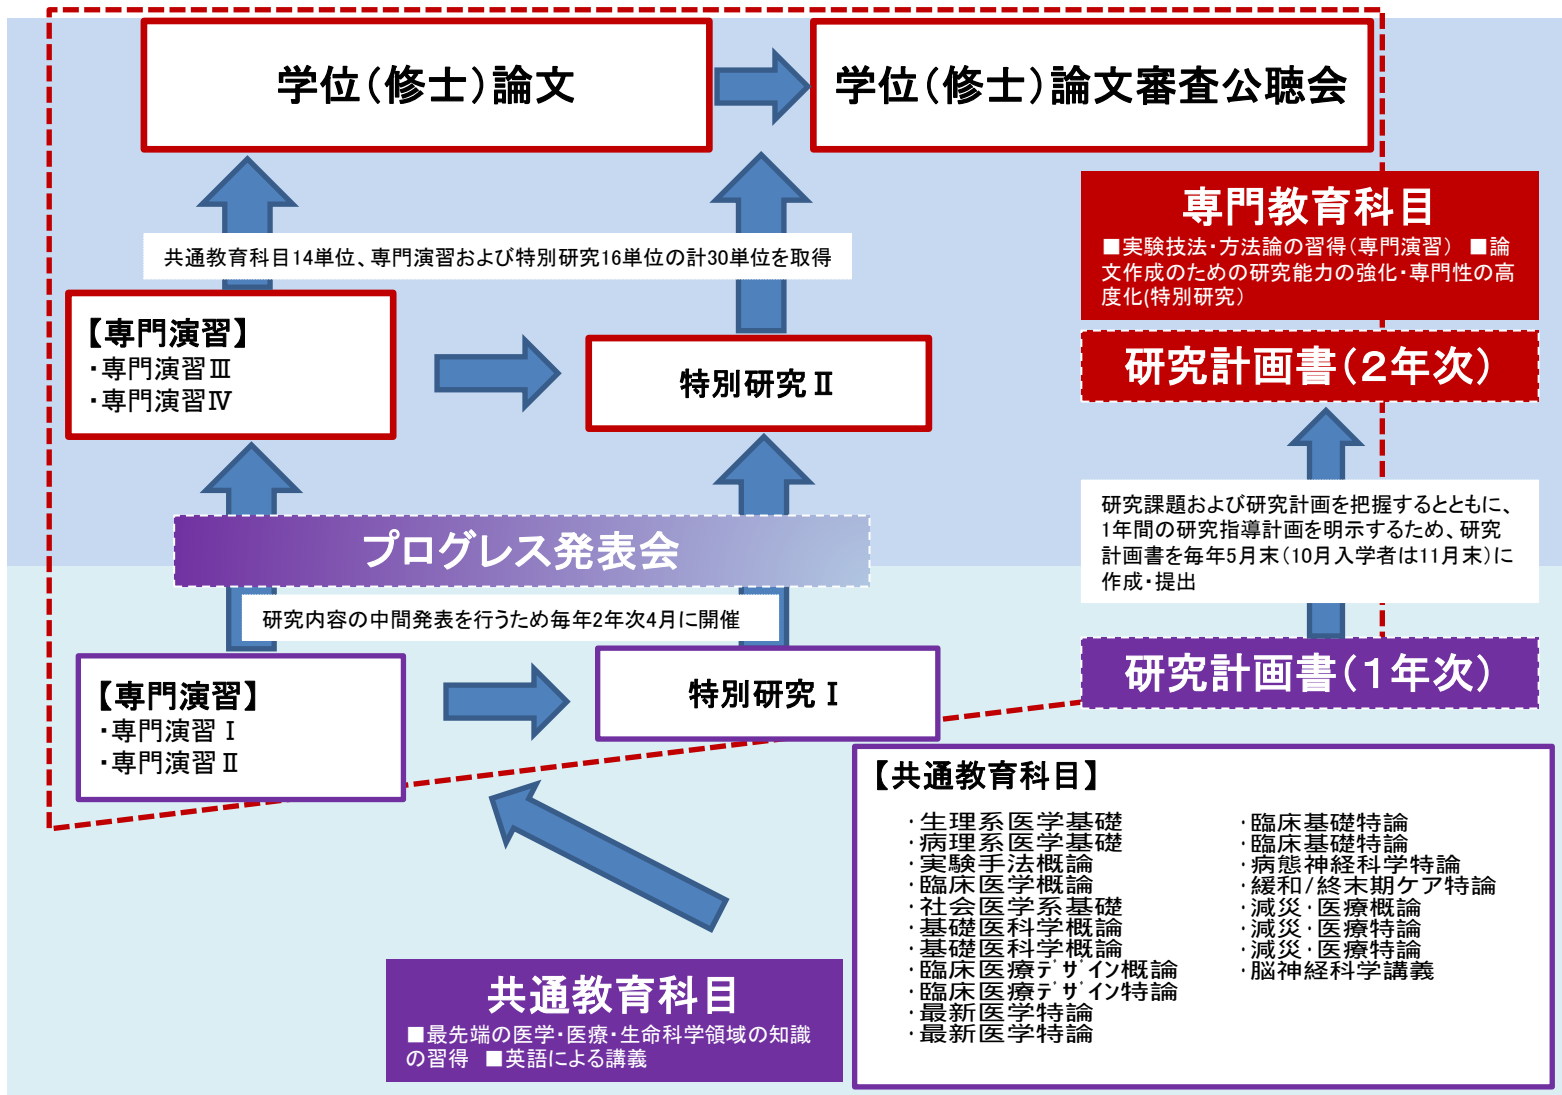 学位（修士）論文
学位（修士）論文審査公聴会
専門教育科目
■実験技法・方法論の習得（専門演習）　■論
文作成のための研究能力の強化・専門性の高
度化(特別研究）
共通教育科目14単位、専門演習および特別研究16単位の計30単位を取得
【専門演習】
・専門演習Ⅲ
・専門演習Ⅳ
特別研究Ⅱ
研究計画書（２年次）
研究課題および研究計画を把握するとともに、
1年間の研究指導計画を明示するため、研究
計画書を毎年5月末（10月入学者は11月末）に
作成・提出
プログレス発表会
研究内容の中間発表を行うため毎年2年次4月に開催
【専門演習】
・専門演習Ⅰ
・専門演習Ⅱ
特別研究Ⅰ
研究計画書（１年次）
【共通教育科目】
・生理系医学基礎
・病理系医学基礎
・実験手法概論
・臨床医学概論
・社会医学系基礎
・基礎医科学概論
・基礎医科学概論
・臨床医療ﾃﾞｻﾞｲﾝ概論
・臨床医療ﾃﾞｻﾞｲﾝ特論
・最新医学特論
・最新医学特論
・臨床基礎特論
・臨床基礎特論
・病態神経科学特論
・緩和/終末期ケア特論
・減災・医療概論
・減災・医療特論
・減災・医療特論
・脳神経科学講義
共通教育科目
■最先端の医学・医療・生命科学領域の知識
の習得　■英語による講義